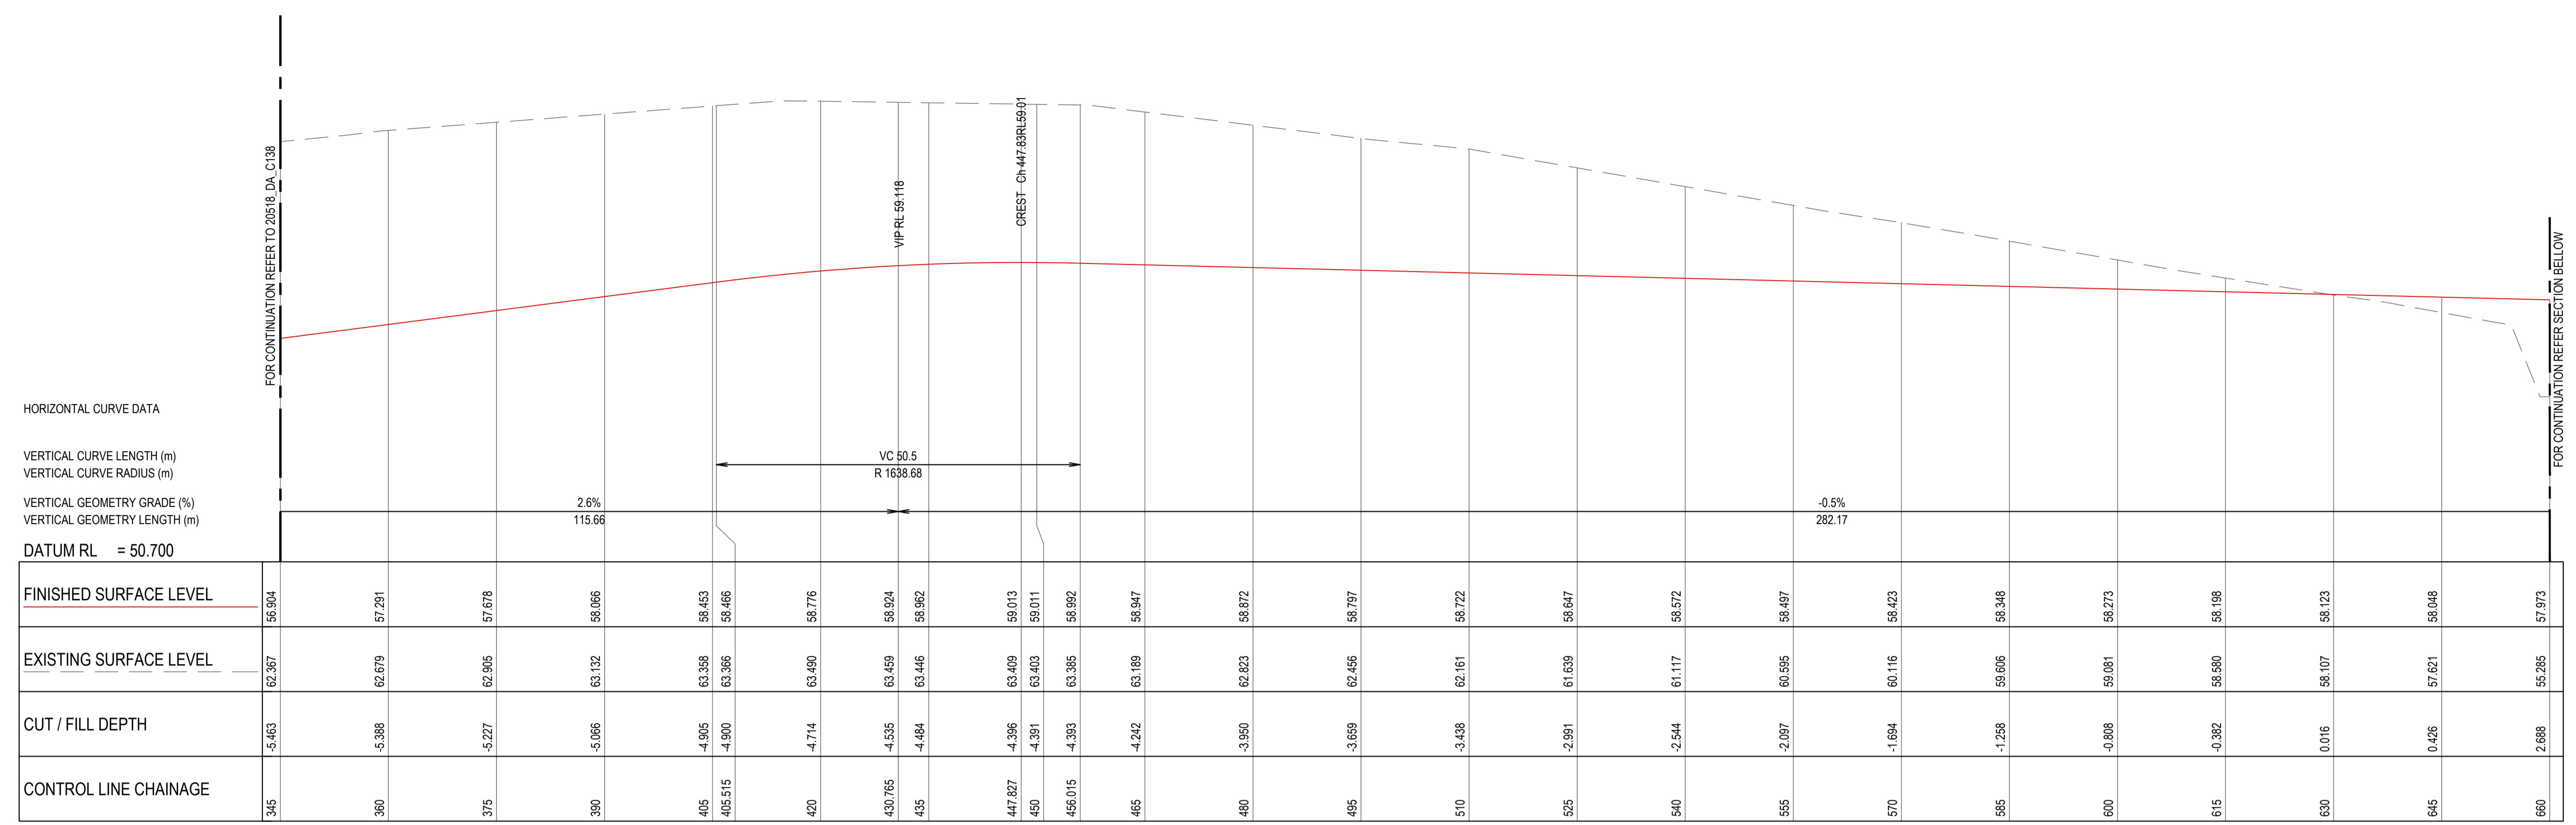 FOR CONTINUATION REFER TO 20518_DA_C138
VIP RL 59.118
CREST Ch 447.83RL59.01
FOR CONTINUATION REFER SECTION BELLOW
HORIZONTAL CURVE DATA
VERTICAL CURVE LENGTH (m) VC 50.5
VERTICAL CURVE RADIUS (m) R 1638.68
VERTICAL GEOMETRY GRADE (%) 2.6% -0.5%
VERTICAL GEOMETRY LENGTH (m) 115.66 282.17
DATUM RL = 50.700
FINISHED SURFACE LEVEL 56.904 57.291 57.678 58.066 58.453 58.466 58.776 58.924 58.962 59.013 59.011 58.992 58.947 58.872 58.797 58.722 58.647 58.572 58.497 58.423 58.348 58.273 58.198 58.123 58.048 57.973
EXISTING SURFACE LEVEL 62.367 62.679 62.905 63.132 63.358 63.366 63.490 63.459 63.446 63.409 63.403 63.385 63.189 62.823 62.456 62.161 61.639 61.117 60.595 60.116 59.606 59.081 58.580 58.107 57.621 55.285
CUT / FILL DEPTH -5.463 -5.388 -5.227 -5.066 -4.905 -4.900 -4.714 -4.535 -4.484 -4.396 -4.391 -4.393 -4.242 -3.950 -3.659 -3.438 -2.991 -2.544 -2.097 -1.694 -1.258 -0.808 -0.382 0.016 0.426 2.688
CONTROL LINE CHAINAGE 345 360 375 390 405 405.515 420 430.765 435 447.827 450 456.015 465 480 495 510 525 540 555 570 585 600 615 630 645 660